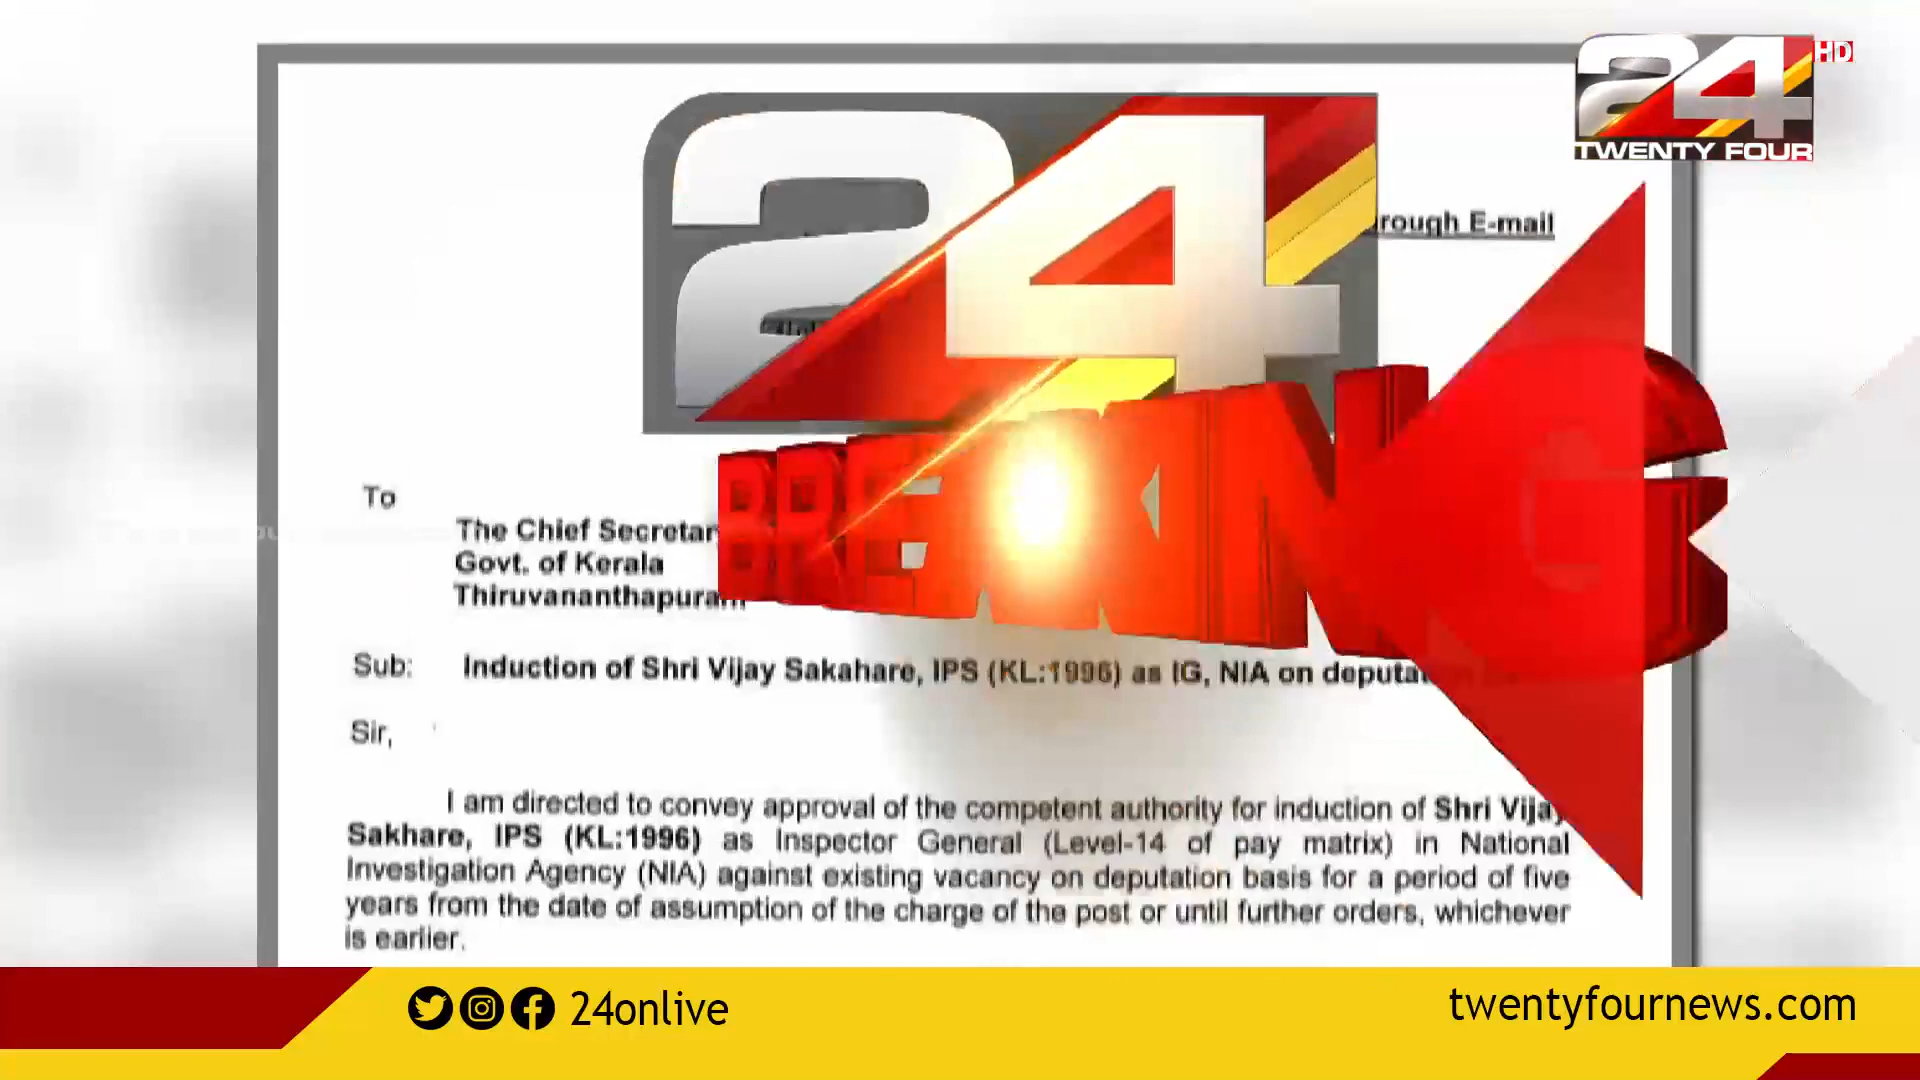 24
HD
TWENTY FOUR
24
rough E-mail
BREAKING
To
The Chief Secretar
Govt. of Kerala
Thiruvananthapuram
Sub: Induction of Shri Vijay Sakahare, IPS (KL:1996) as IG, NIA on deputa
Sir,
I am directed to convey approval of the competent authority for induction of Shri Vijay
Sakhare, IPS (KL:1996) as Inspector General (Level-14 of pay matrix) in National
Investigation Agency (NIA) against existing vacancy on deputation basis for a period of five
years from the date of assumption of the charge of the post or until further orders, whichever
is earlier.
24onlive
twentyfournews.com